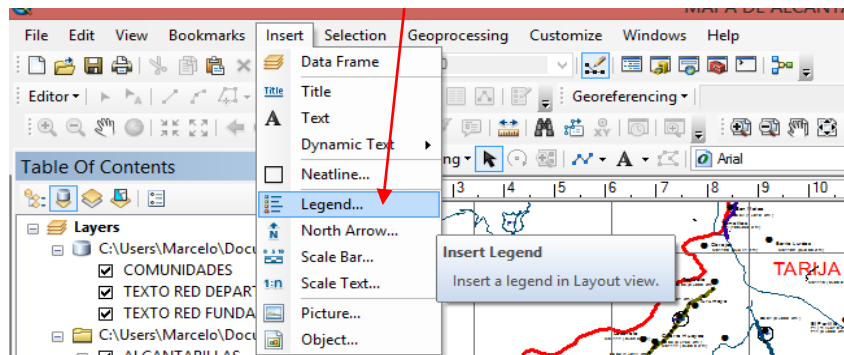 MAPA DE ALCANTA
File Edit View Bookmarks Insert Selection Geoprocessing Customize Windows Help
Data Frame
Editor
Title Title
Georeferencing
A Text
Dynamic Text
A Arial
Table Of Contents
Neatline...
3 4 5 6 7 8 9 10
Legend...
Layers
N North Arrow...
C:\Users\Marcelo\Docu
Scale Bar...
Insert Legend
COMUNIDADES
TARIJA
1:n Scale Text...
Insert a legend in Layout view.
TEXTO RED DEPART
TEXTO RED FUNDA
Picture...
C:\Users\Marcelo\Docu
Object...
ALCANTARILLAS